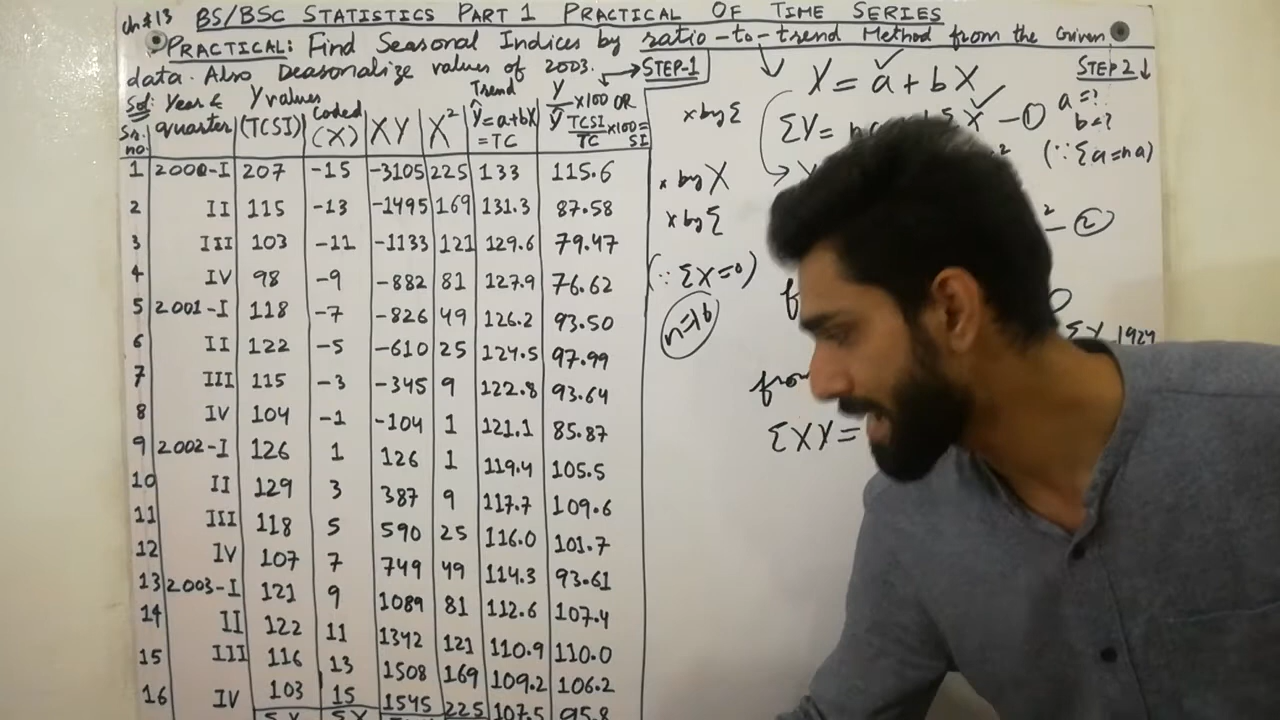 ch#13 BS/BSC STATISTICS PART 1 PRACTICAL OF TIME SERIES
PRACTICAL: Find Seasonal Indices by ratio-to-trend Method from the Given
data. Also Deasonalize values of 2003. → STEP-1
Sol: Year & quarter Y values (TCSI) Coded (X) XY X² Trend Ŷ=a+bX =TC Y/Ŷ ×100 OR TCSI/TC ×100= SI
Sr. no.
1 2000-I 207 -15 -3105 225 133 115.6
2 II 115 -13 -1495 169 131.3 87.58
3 III 103 -11 -1133 121 129.6 79.47
4 IV 98 -9 -882 81 127.9 76.62
5 2001-I 118 -7 -826 49 126.2 93.50
6 II 122 -5 -610 25 124.5 97.99
7 III 115 -3 -345 9 122.8 93.64
8 IV 104 -1 -104 1 121.1 85.87
9 2002-I 126 1 126 1 119.4 105.5
10 II 129 3 387 9 117.7 109.6
11 III 118 5 590 25 116.0 101.7
12 IV 107 7 749 49 114.3 93.61
13 2003-I 121 9 1089 81 112.6 107.4
14 II 122 11 1342 121 110.9 110.0
15 III 116 13 1508 169 109.2 106.2
16 IV 103 15 1545 225 107.5 95.8
STEP 2↓
Y = a + bX
a=?
b=?
× by Σ
ΣY= na + bΣX -①
(∵ Σa=na)
× by X
× by Σ
² -②
(∵ ΣX=0)
n=16
ΣY 1924
from
ΣXY=